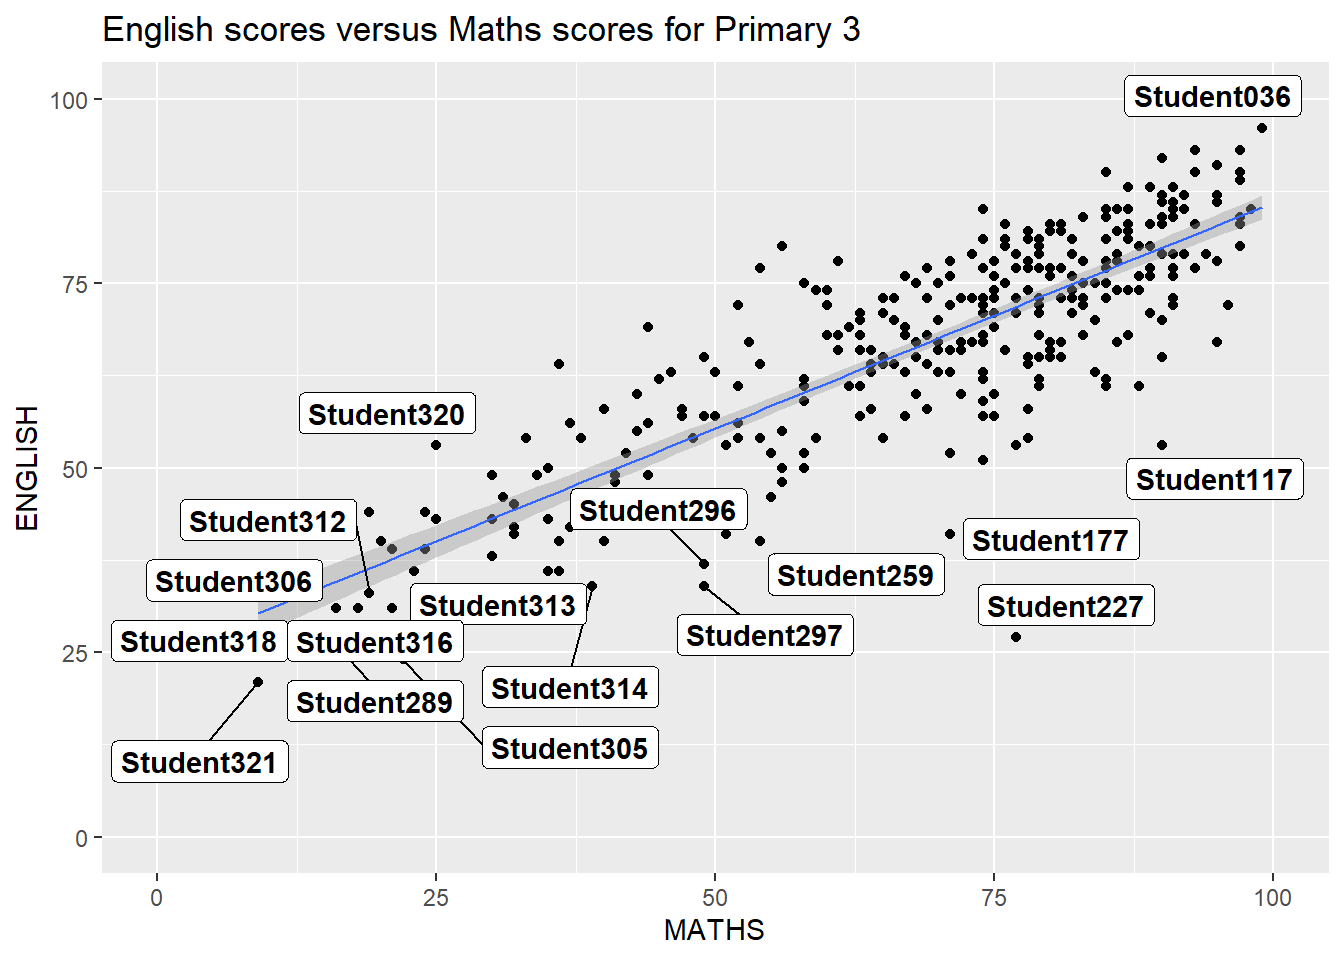 English scores versus Maths scores for Primary 3
Student036
100
75
Student320
50
Student117
Student296
Student312
Student177
Student259
Student306
Student313
Student227
Student297
Student318
Student316
25
Student314
Student289
Student305
Student321
0
ENGLISH
0
25
50
75
100
MATHS